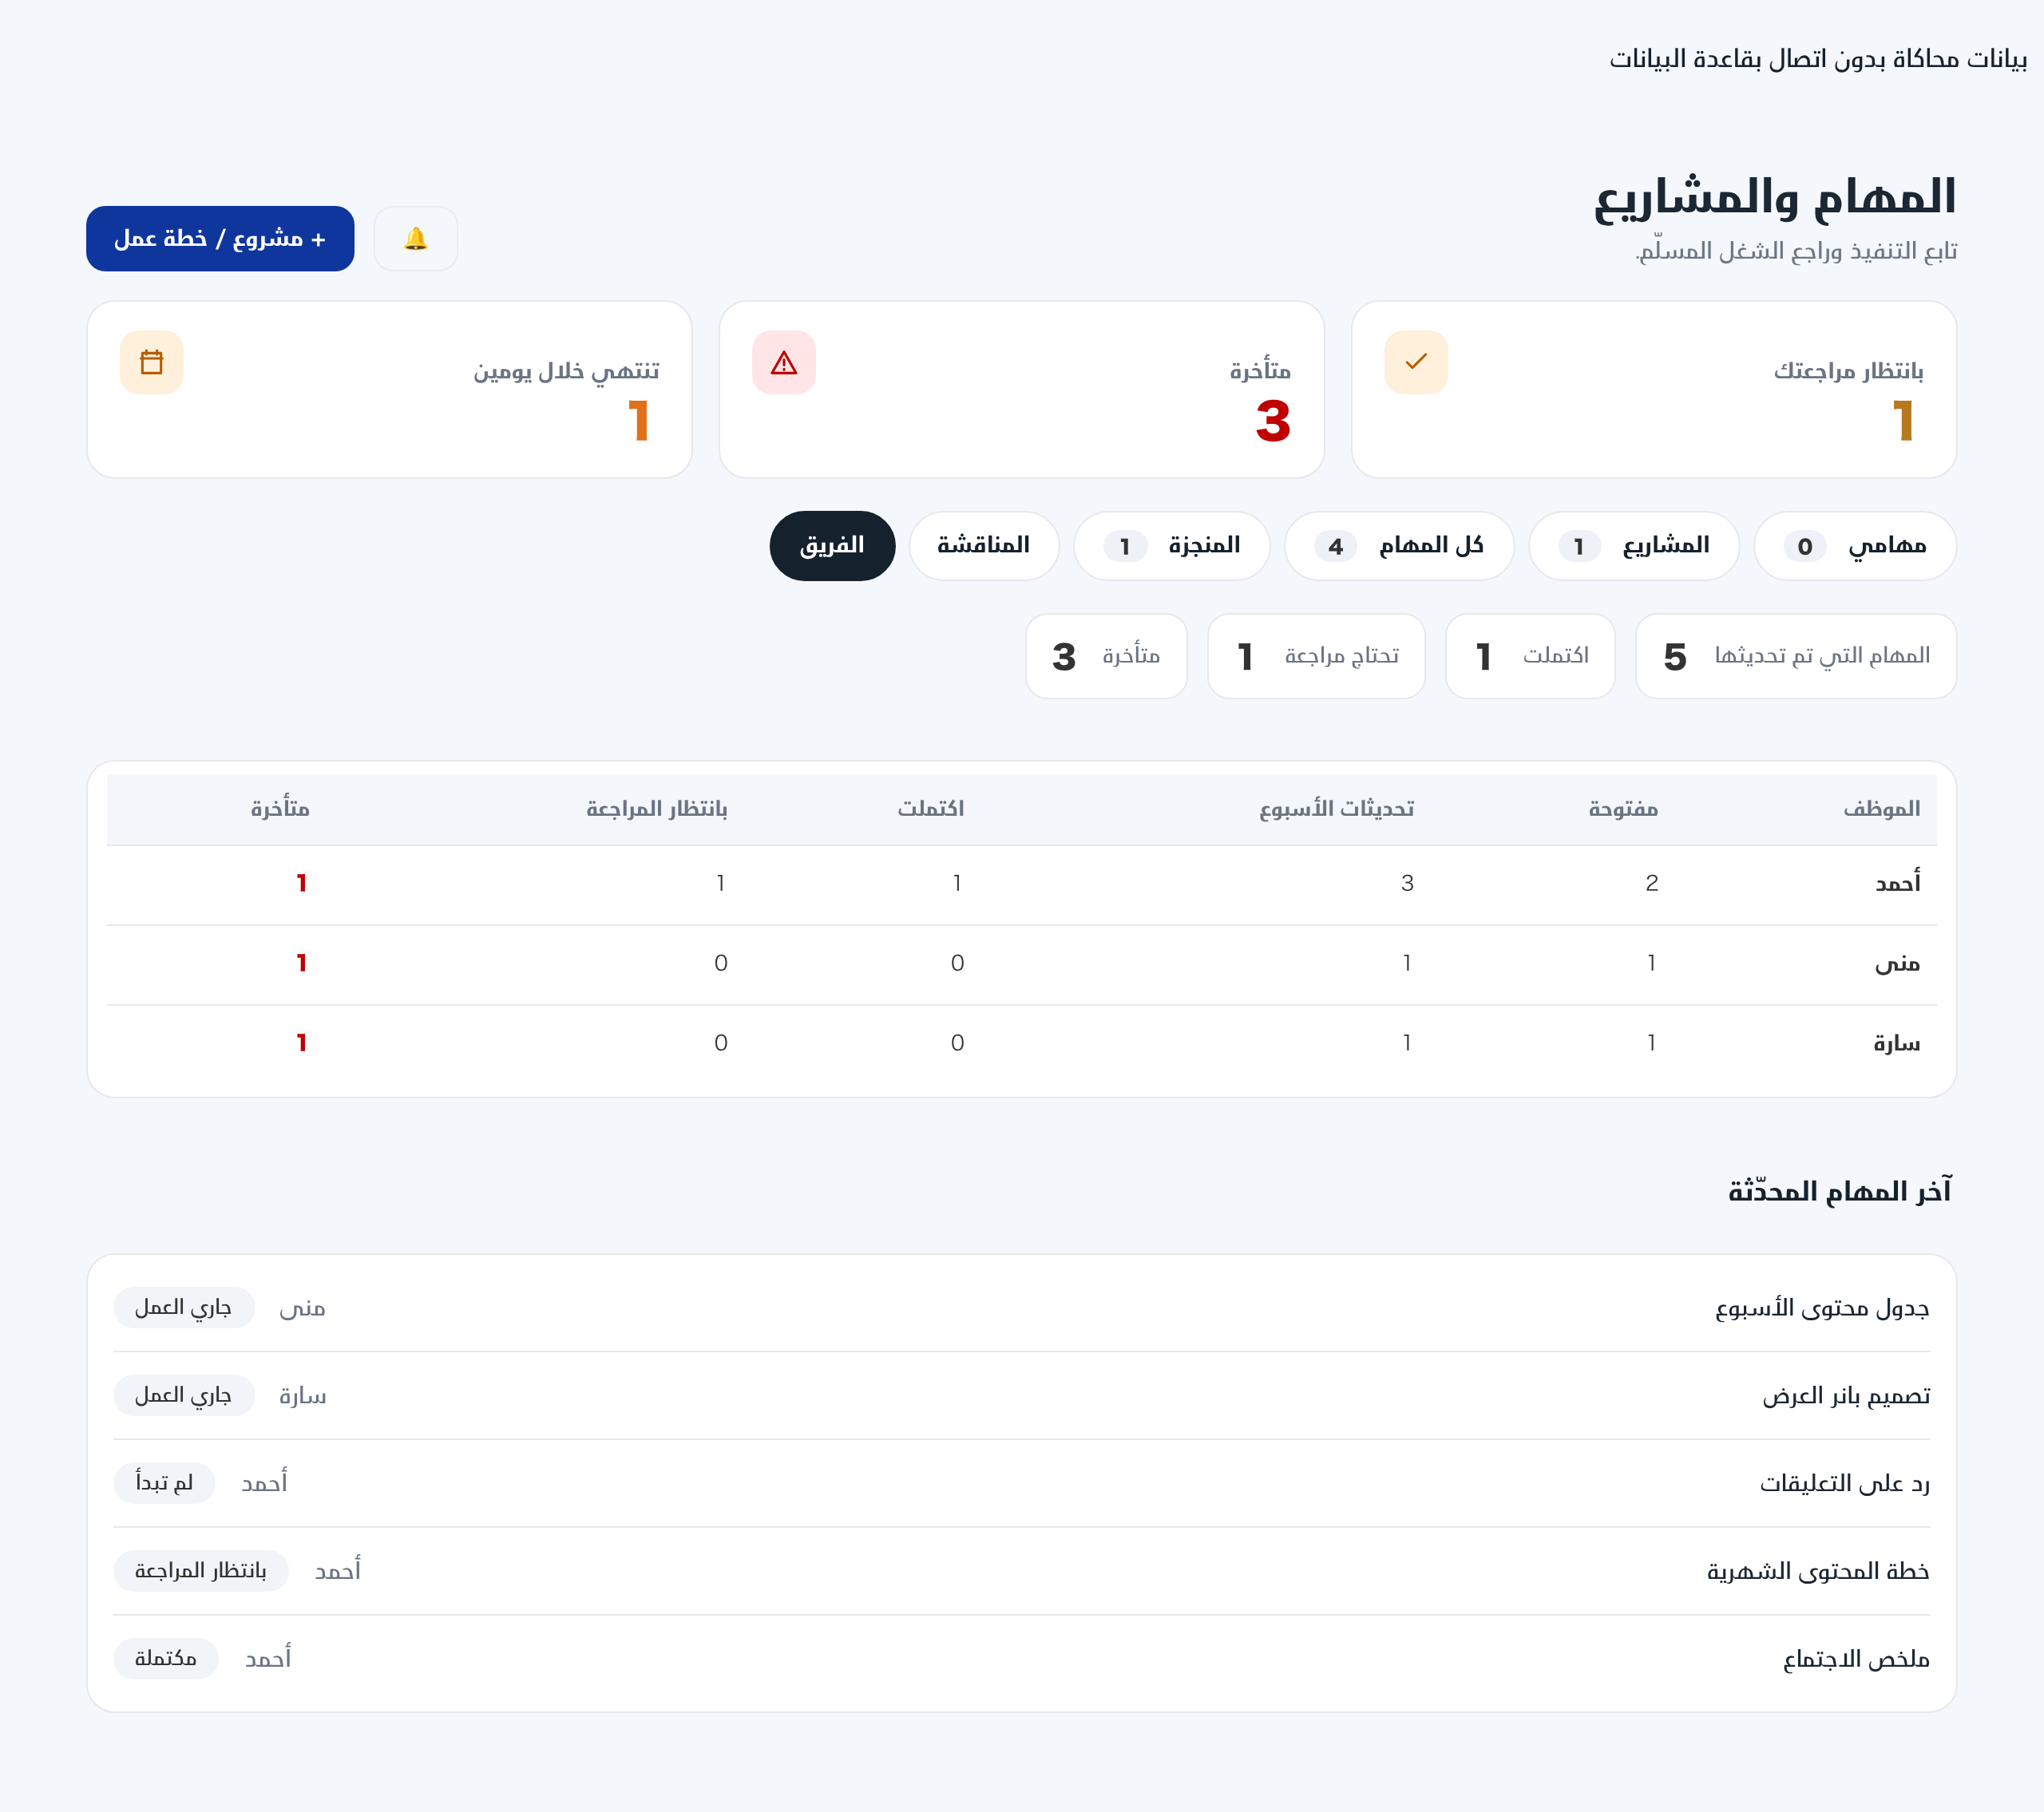 بيانات محاكاة بدون اتصال بقاعدة البيانات
المهام والمشاريع
تابع التنفيذ وراجع الشغل المسلّم.
+ مشروع / خطة عمل
بانتظار مراجعتك
1
متأخرة
3
تنتهي خلال يومين
1
مهامي 0 المشاريع 1 كل المهام 4 المنجزة 1 المناقشة الفريق
المهام التي تم تحديثها 5 اكتملت 1 تحتاج مراجعة 1 متأخرة 3
الموظف مفتوحة تحديثات الأسبوع اكتملت بانتظار المراجعة متأخرة
أحمد 2 3 1 1 1
منى 1 1 0 0 1
سارة 1 1 0 0 1
آخر المهام المحدّثة
جدول محتوى الأسبوع منى جاري العمل
تصميم بانر العرض سارة جاري العمل
رد على التعليقات أحمد لم تبدأ
خطة المحتوى الشهرية أحمد بانتظار المراجعة
ملخص الاجتماع أحمد مكتملة